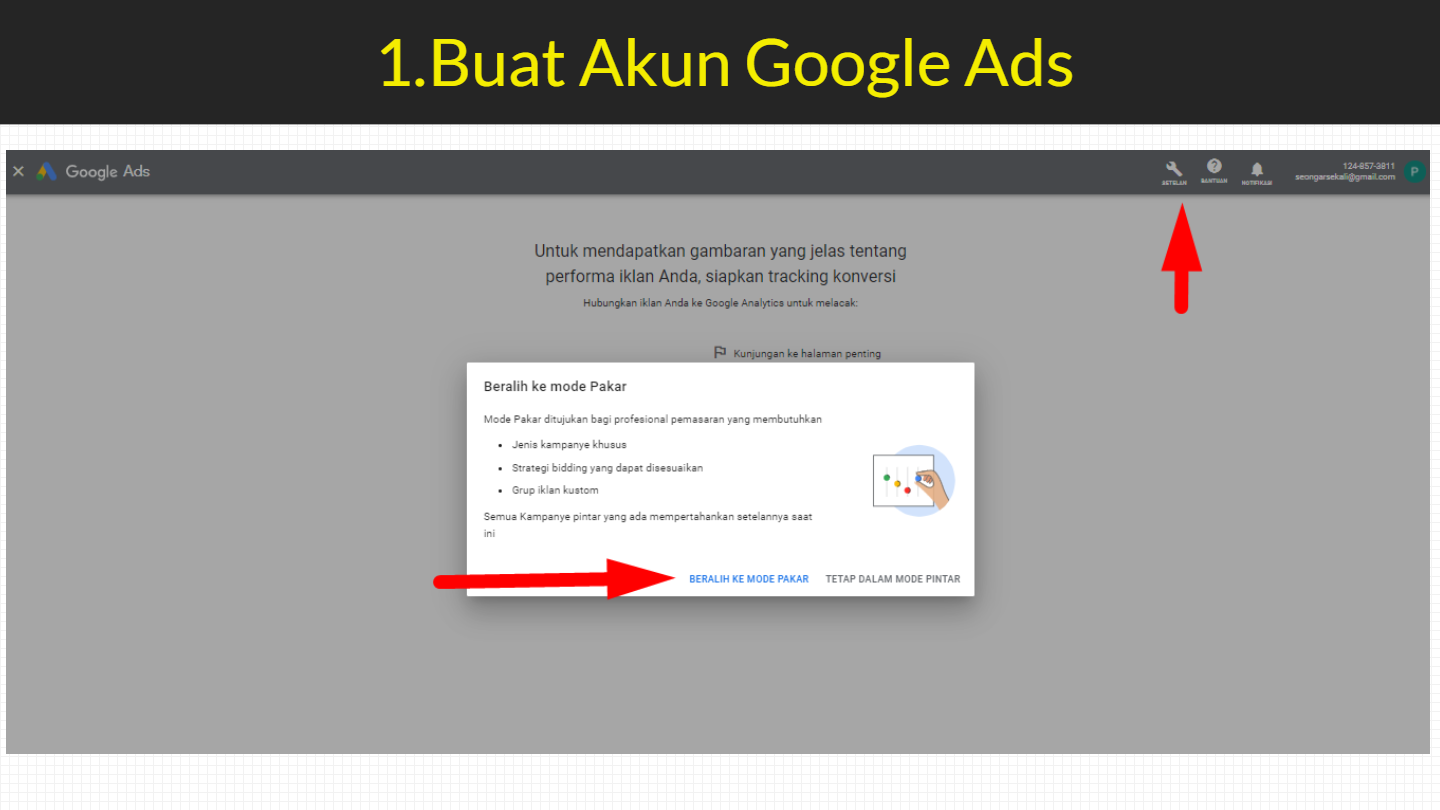 1.Buat Akun Google Ads
Google Ads
SETELAN
BANTUAN
NOTIFIKASI
124-857-3811
seongarsekali@gmail.com
P
Untuk mendapatkan gambaran yang jelas tentang
performa iklan Anda, siapkan tracking konversi
Hubungkan iklan Anda ke Google Analytics untuk melacak:
Kunjungan ke halaman penting
Beralih ke mode Pakar
Mode Pakar ditujukan bagi profesional pemasaran yang membutuhkan
• Jenis kampanye khusus
• Strategi bidding yang dapat disesuaikan
• Grup iklan kustom
Semua Kampanye pintar yang ada mempertahankan setelannya saat
ini
BERALIH KE MODE PAKAR TETAP DALAM MODE PINTAR